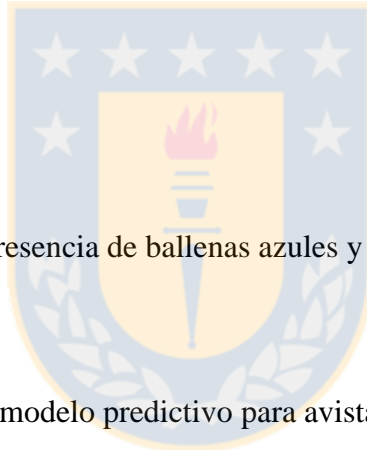 resencia de ballenas azules y
modelo predictivo para avista